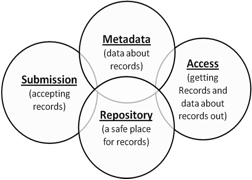 Metadata
(data about
records)
Submission
(accepting
records)
Access
(getting
Records and
data about
records out)
Repository
(a safe place
for records)